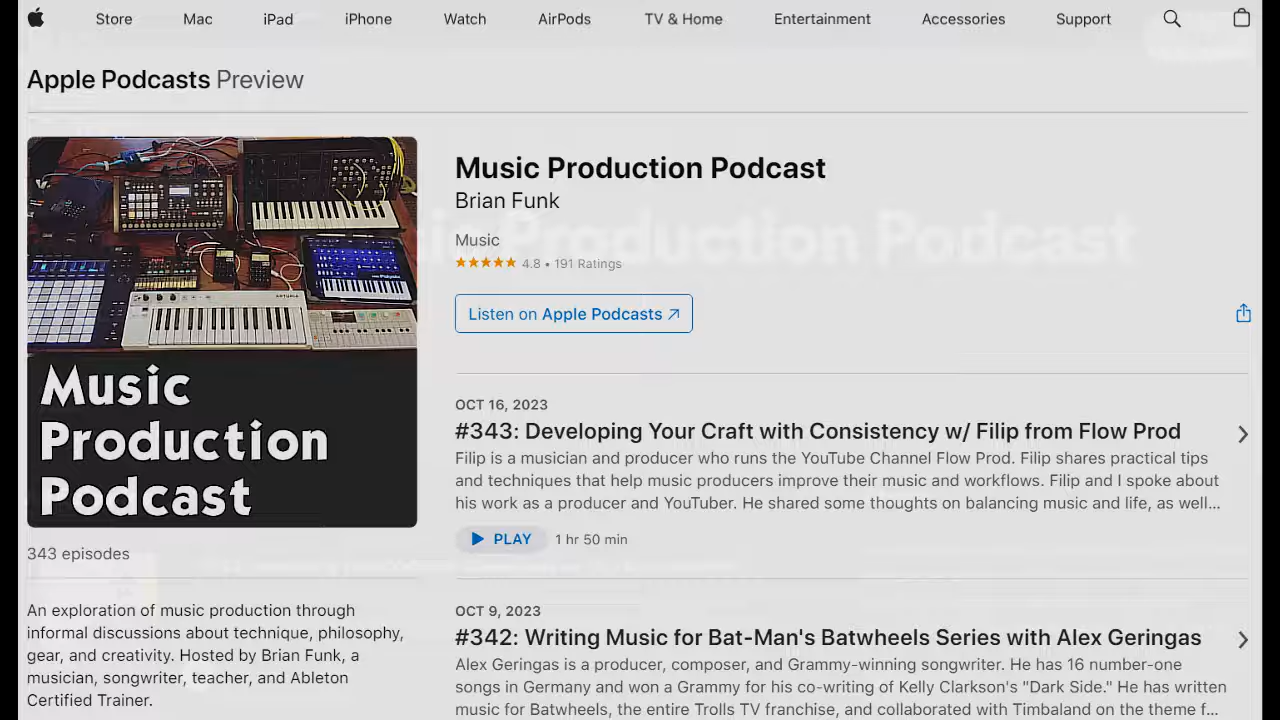 Store Mac iPad iPhone Watch AirPods TV & Home Entertainment Accessories Support
Apple Podcasts Preview
Music
Production
Podcast
343 episodes
An exploration of music production through
informal discussions about technique, philosophy,
gear, and creativity. Hosted by Brian Funk, a
musician, songwriter, teacher, and Ableton
Certified Trainer.
Music Production Podcast
Brian Funk
Music
4.8 • 191 Ratings
Listen on Apple Podcasts
OCT 16, 2023
#343: Developing Your Craft with Consistency w/ Filip from Flow Prod
Filip is a musician and producer who runs the YouTube Channel Flow Prod. Filip shares practical tips
and techniques that help music producers improve their music and workflows. Filip and I spoke about
his work as a producer and YouTuber. He shared some thoughts on balancing music and life, as well...
PLAY 1 hr 50 min
OCT 9, 2023
#342: Writing Music for Bat-Man's Batwheels Series with Alex Geringas
Alex Geringas is a producer, composer, and Grammy-winning songwriter. He has 16 number-one
songs in Germany and won a Grammy for his co-writing of Kelly Clarkson's "Dark Side." He has written
music for Batwheels, the entire Trolls TV franchise, and collaborated with Timbaland on the theme f...
Production Podcast